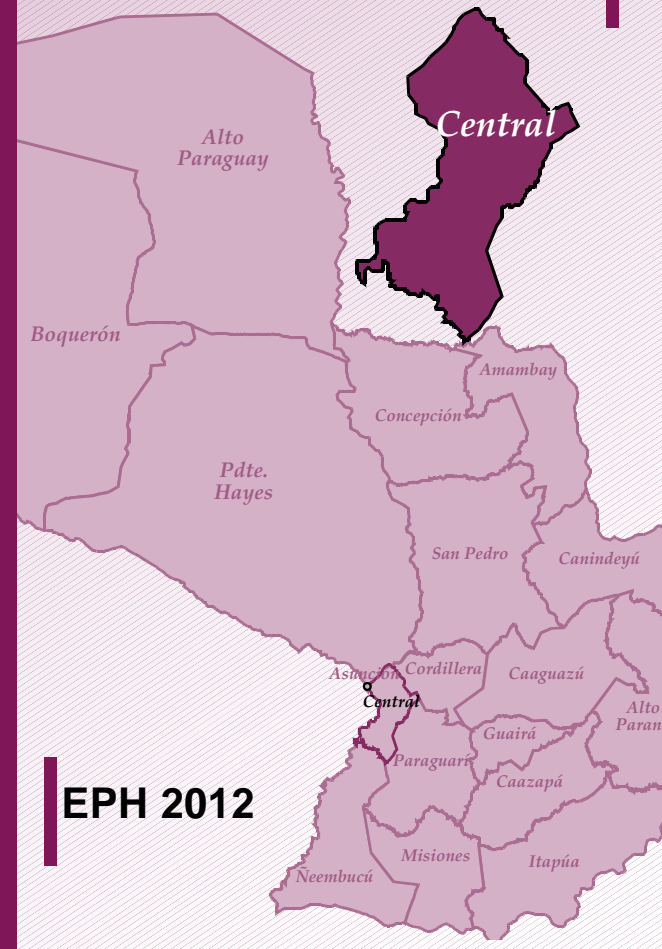 Central
Alto
Paraguay
Boquerón
Amambay
Concepción
Pdte.
Hayes
San Pedro
Canindeyú
Asunción
Cordillera
Caaguazú
Central
Alto
Paran
Guairá
Paraguarí
Caazapá
EPH 2012
Misiones
Itapúa
Ñeembucú